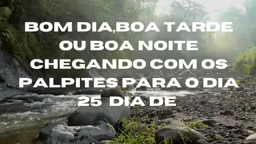 BOM DIA,BOA TARDE
OU BOA NOITE
CHEGANDO COM OS
PALPITES PARA O DIA
25 DIA DE